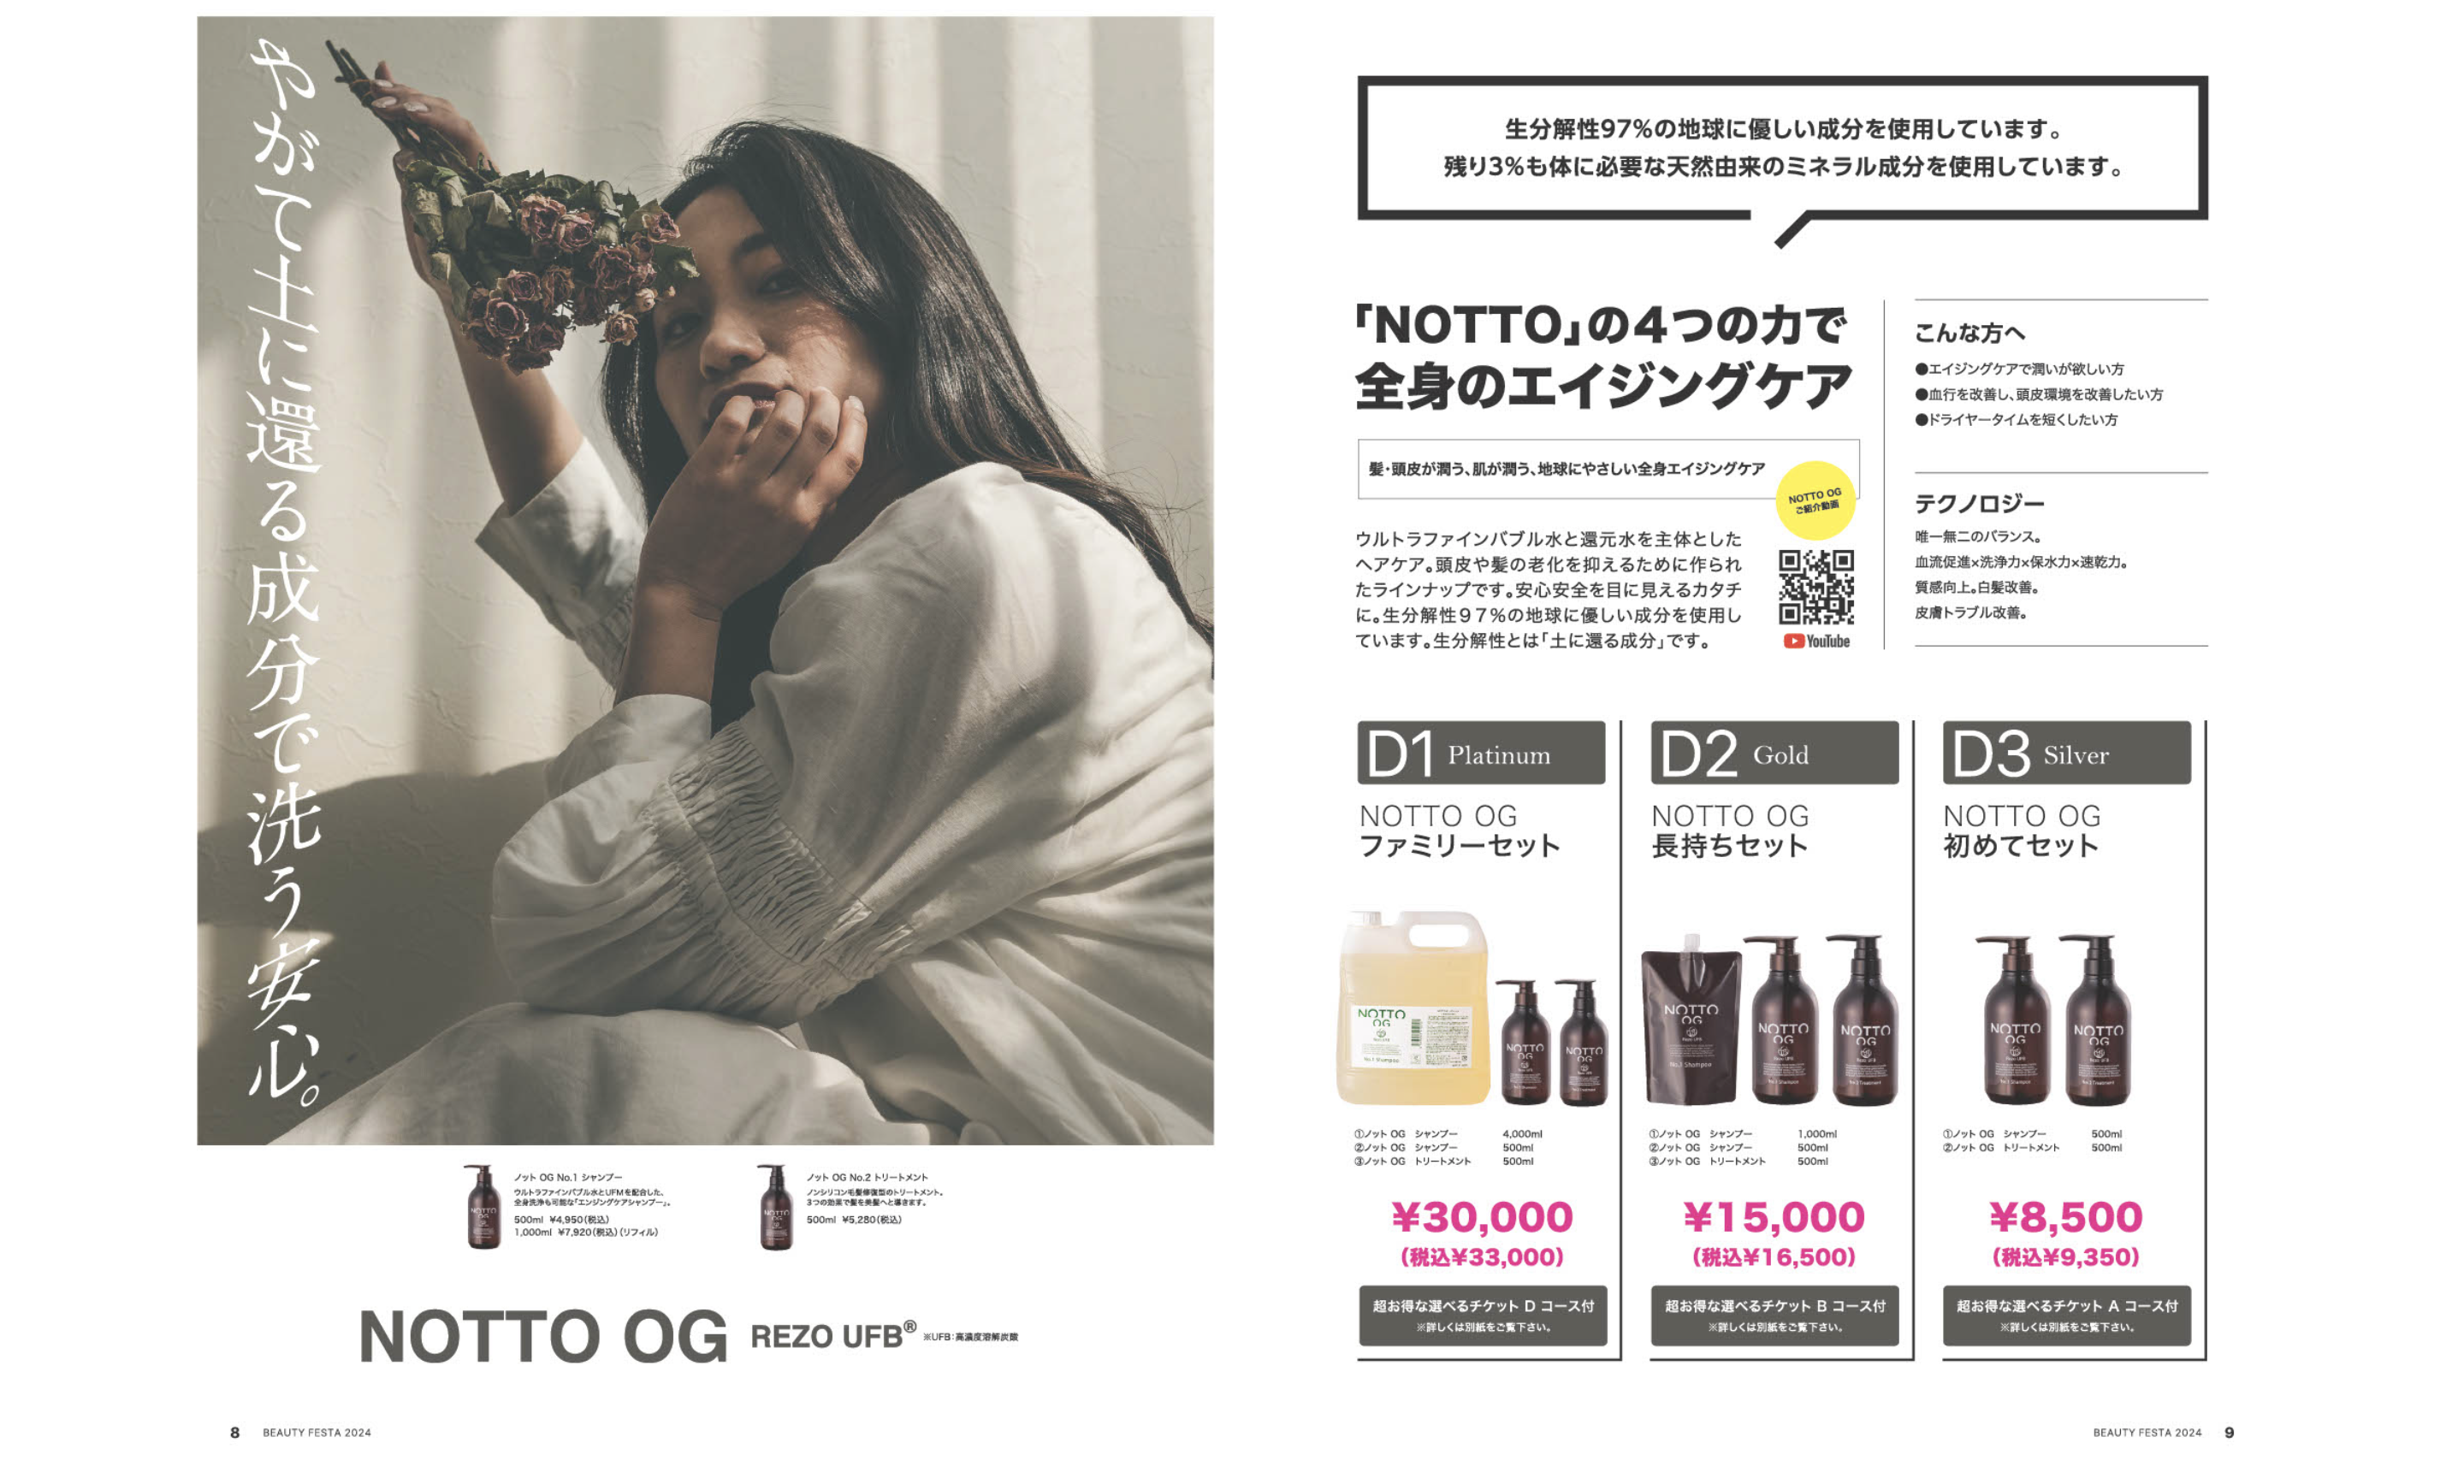 やがて土に還る成分で洗う安心。
ノット OG No.1 シャンプー
ウルトラファインバブル水とUFMを配合した、
全身洗浄も可能な「エンジングケアシャンプー」。
500ml ¥4,950(税込)
1,000ml ¥7,920(税込)(リフィル)
ノット OG No.2 トリートメント
ノンシリコン毛髪修復型のトリートメント。
3つの効果で髪を美髪へと導きます。
500ml ¥5,280(税込)
NOTTO OG REZO UFB® ※UFB:高濃度溶解炭酸
8 BEAUTY FESTA 2024
生分解性97%の地球に優しい成分を使用しています。
残り3%も体に必要な天然由来のミネラル成分を使用しています。
「NOTTO」の4つの力で
全身のエイジングケア
髪・頭皮が潤う、肌が潤う、地球にやさしい全身エイジングケア
NOTTO OG
ご紹介動画
ウルトラファインバブル水と還元水を主体とした
ヘアケア。頭皮や髪の老化を抑えるために作られ
たラインナップです。安心安全を目に見えるカタチ
に。生分解性97%の地球に優しい成分を使用し
ています。生分解性とは「土に還る成分」です。
YouTube
こんな方へ
●エイジングケアで潤いが欲しい方
●血行を改善し、頭皮環境を改善したい方
●ドライヤータイムを短くしたい方
テクノロジー
唯一無二のバランス。
血流促進×洗浄力×保水力×速乾力。
質感向上。白髪改善。
皮膚トラブル改善。
D1 Platinum
NOTTO OG
ファミリーセット
NOTTO
OG
No.1 Shampoo
NOTTO
OG
NOTTO
OG
①ノット OG シャンプー 4,000ml
②ノット OG シャンプー 500ml
③ノット OG トリートメント 500ml
¥30,000
(税込¥33,000)
超お得な選べるチケット D コース付
※詳しくは別紙をご覧下さい。
D2 Gold
NOTTO OG
長持ちセット
NOTTO
OG
No.1 Shampoo
NOTTO
OG
NOTTO
OG
①ノット OG シャンプー 1,000ml
②ノット OG シャンプー 500ml
③ノット OG トリートメント 500ml
¥15,000
(税込¥16,500)
超お得な選べるチケット B コース付
※詳しくは別紙をご覧下さい。
D3 Silver
NOTTO OG
初めてセット
NOTTO
OG
NOTTO
OG
①ノット OG シャンプー 500ml
②ノット OG トリートメント 500ml
¥8,500
(税込¥9,350)
超お得な選べるチケット A コース付
※詳しくは別紙をご覧下さい。
BEAUTY FESTA 2024 9